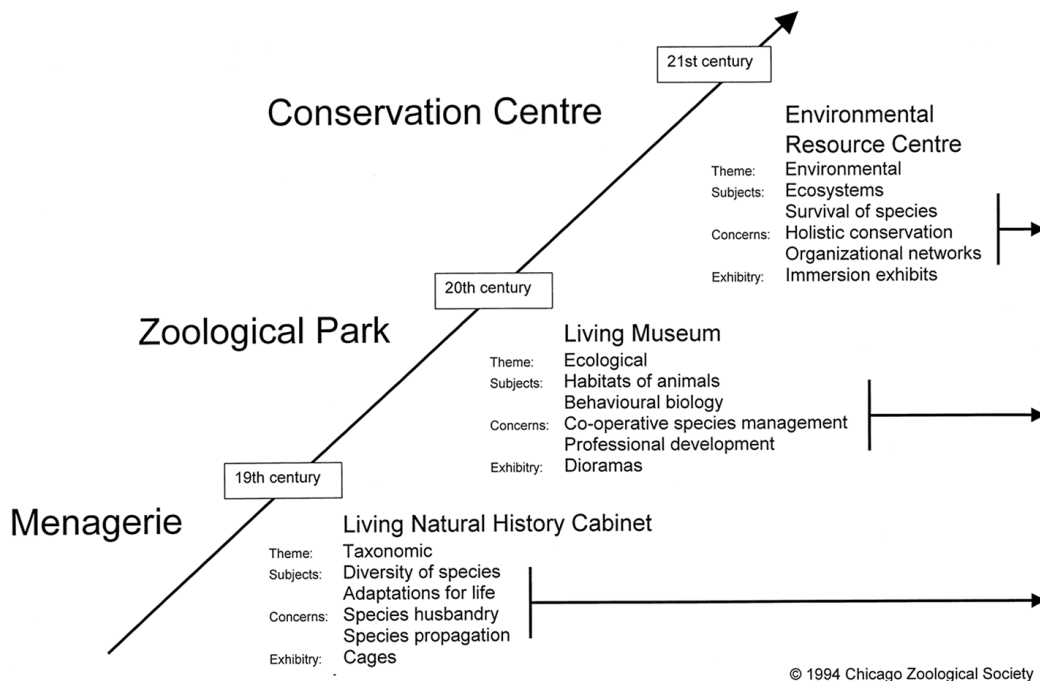 21st century
Conservation Centre
Environmental
Resource Centre
Theme: Environmental
Subjects: Ecosystems
Survival of species
Concerns: Holistic conservation
Organizational networks
Exhibitry: Immersion exhibits
20th century
Zoological Park
Living Museum
Theme: Ecological
Subjects: Habitats of animals
Behavioural biology
Concerns: Co-operative species management
Professional development
Exhibitry: Dioramas
19th century
Menagerie
Living Natural History Cabinet
Theme: Taxonomic
Subjects: Diversity of species
Adaptations for life
Concerns: Species husbandry
Species propagation
Exhibitry: Cages
© 1994 Chicago Zoological Society